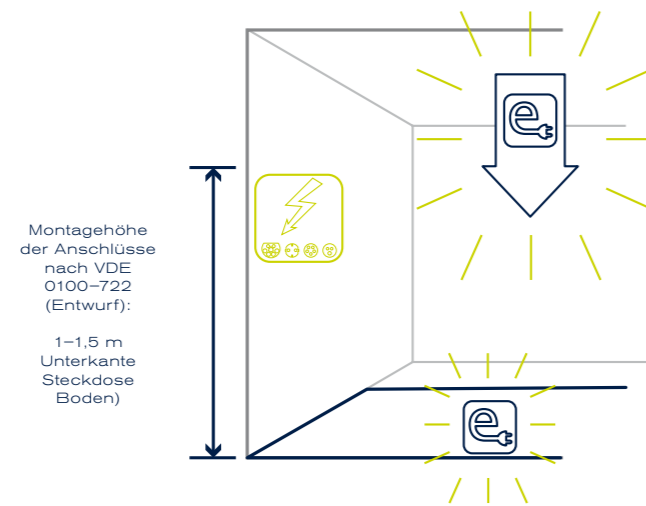 Montagehöhe
der Anschlüsse
nach VDE
0100–722
(Entwurf):
1–1,5 m
Unterkante
Steckdose
Boden)
e
e